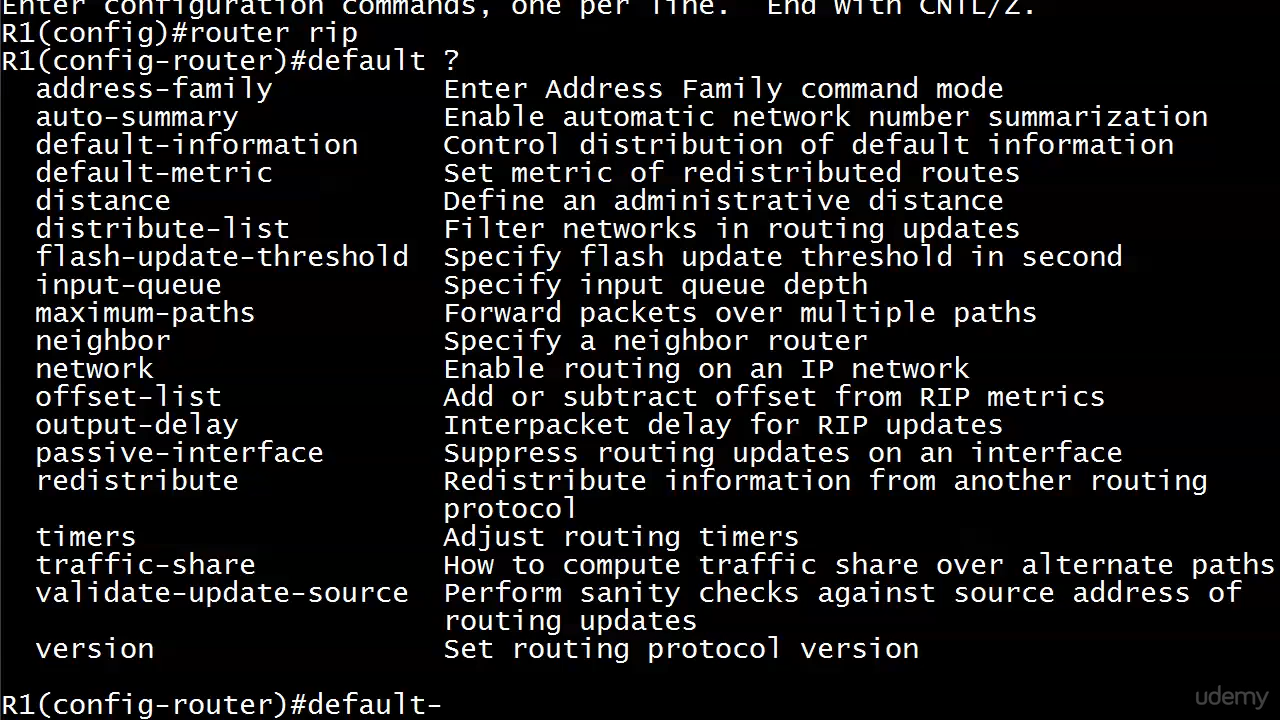 Enter configuration commands, one per line.  End with CNTL/Z.
R1(config)#router rip
R1(config-router)#default ?
  address-family          Enter Address Family command mode
  auto-summary            Enable automatic network number summarization
  default-information     Control distribution of default information
  default-metric          Set metric of redistributed routes
  distance                Define an administrative distance
  distribute-list         Filter networks in routing updates
  flash-update-threshold  Specify flash update threshold in second
  input-queue             Specify input queue depth
  maximum-paths           Forward packets over multiple paths
  neighbor                Specify a neighbor router
  network                 Enable routing on an IP network
  offset-list             Add or subtract offset from RIP metrics
  output-delay            Interpacket delay for RIP updates
  passive-interface       Suppress routing updates on an interface
  redistribute            Redistribute information from another routing
                          protocol
  timers                  Adjust routing timers
  traffic-share           How to compute traffic share over alternate paths
  validate-update-source  Perform sanity checks against source address of
                          routing updates
  version                 Set routing protocol version
R1(config-router)#default-
udemy